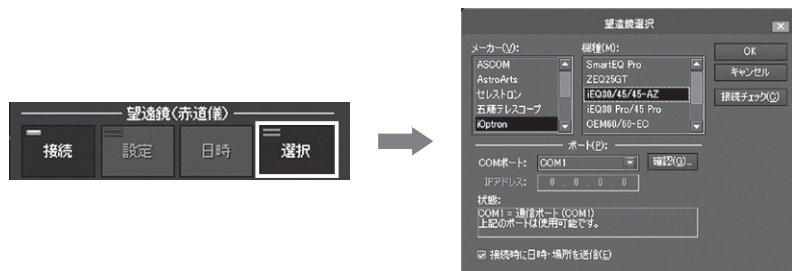 望遠鏡(赤道儀)
接続
設定
日時
選択
望遠鏡選択
メーカー(V):
ASCOM
AstroArts
セレストロン
五藤テレスコープ
iOptron
機種(M):
SmartEQ Pro
ZEQ25GT
iEQ30/45/45-AZ
iEQ30 Pro/45 Pro
CEM60/60-EC
OK
キャンセル
接続チェック(C)
ポート(P):
COMポート: COM1 確認(Q)...
IPアドレス: 0 . 0 . 0 . 0
状態:
COM1 = 通信ポート (COM1)
上記のポートは使用可能です。
接続時に日時・場所を送信(E)